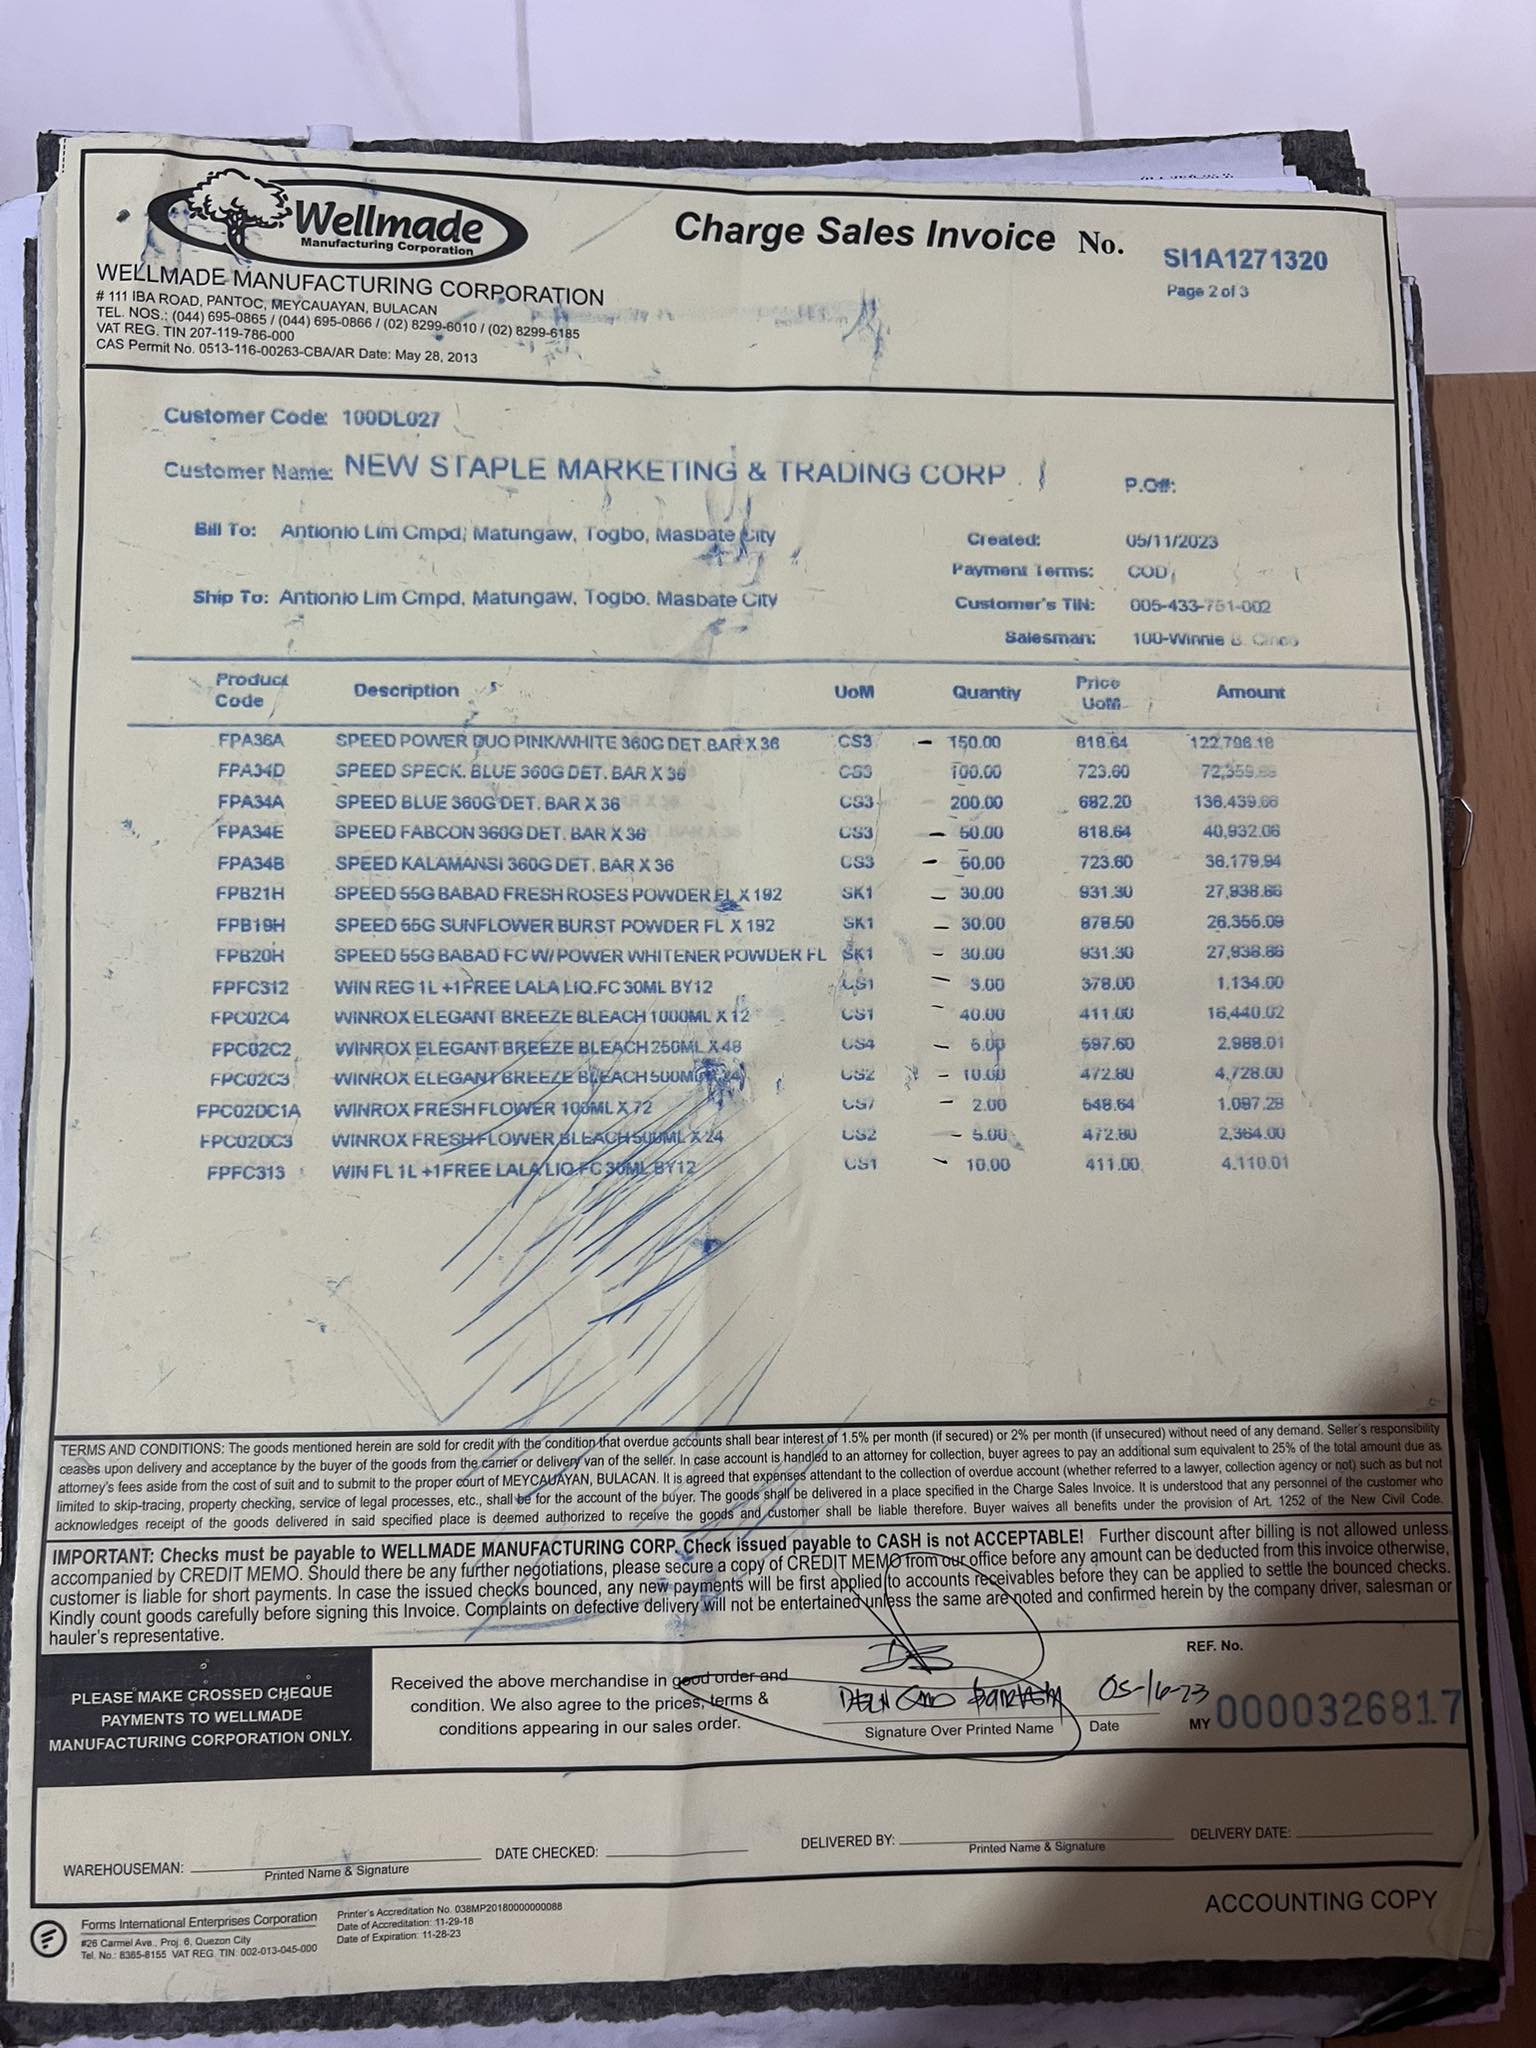 Wellmade
Manufacturing Corporation
Charge Sales Invoice No. SI1A1271320
Page 2 of 3
WELLMADE MANUFACTURING CORPORATION
# 111 IBA ROAD, PANTOC, MEYCAUAYAN, BULACAN
TEL. NOS.: (044) 695-0865 / (044) 695-0866 / (02) 8299-6010 / (02) 8299-6185
VAT REG. TIN 207-119-786-000
CAS Permit No. 0513-116-00263-CBA/AR Date: May 28, 2013
Customer Code: 100DL027
Customer Name: NEW STAPLE MARKETING & TRADING CORP
P.O#:
Bill To: Antionio Lim Cmpd, Matungaw, Togbo, Masbate City
Created: 05/11/2023
Payment Terms: COD
Ship To: Antionio Lim Cmpd, Matungaw, Togbo, Masbate City
Customer's TIN: 005-433-751-002
Salesman: 100-Winnie B. Cinco
Product Code Description UoM Quantiy Price UoM Amount
FPA36A SPEED POWER DUO PINK/WHITE 360G DET. BAR X 36 CS3 - 150.00 818.64 122,796.18
FPA34D SPEED SPECK. BLUE 360G DET. BAR X 36 CS3 100.00 723.60
FPA34A SPEED BLUE 360G DET. BAR X 36 CS3 200.00 682.20 136,439.66
FPA34E SPEED FABCON 360G DET. BAR X 36 CS3 - 50.00 818.64 40,932.06
FPA34B SPEED KALAMANSI 360G DET. BAR X 36 CS3 - 50.00 723.60 36,179.94
FPB21H SPEED 55G BABAD FRESH ROSES POWDER FL X 192 SK1 - 30.00 931.30 27,938.86
FPB19H SPEED 55G SUNFLOWER BURST POWDER FL X 192 SK1 - 30.00 878.50 26,355.09
FPB20H SPEED 55G BABAD FC W/ POWER WHITENER POWDER FL SK1 - 30.00 931.30 27,938.86
FPFC312 WIN REG 1L +1FREE LALA LIQ.FC 30ML BY12 CS1 - 3.00 378.00 1,134.00
FPC02C4 WINROX ELEGANT BREEZE BLEACH 1000ML X 12 CS1 - 40.00 411.00 16,440.02
FPC02C2 WINROX ELEGANT BREEZE BLEACH 250ML X 48 CS4 - 5.00 597.60 2,988.01
FPC02C3 WINROX ELEGANT BREEZE BLEACH 500ML X 24 CS2 - 10.00 472.80 4,728.00
FPC02DC1A WINROX FRESH FLOWER 100ML X 72 CS7 - 2.00 548.64 1,097.28
FPC02DC3 WINROX FRESH FLOWER BLEACH 500ML X 24 CS2 - 5.00 472.80 2,364.00
FPFC313 WIN FL 1L +1FREE LALA LIQ.FC 30ML BY12 CS1 - 10.00 411.00 4,110.01
TERMS AND CONDITIONS: The goods mentioned herein are sold for credit with the condition that overdue accounts shall bear interest of 1.5% per month (if secured) or 2% per month (if unsecured) without need of any demand. Seller's responsibility
ceases upon delivery and acceptance by the buyer of the goods from the carrier or delivery van of the seller. In case account is handled to an attorney for collection, buyer agrees to pay an additional sum equivalent to 25% of the total amount due as
attorney's fees aside from the cost of suit and to submit to the proper court of MEYCAUAYAN, BULACAN. It is agreed that expenses attendant to the collection of overdue account (whether referred to a lawyer, collection agency or not) such as but not
limited to skip-tracing, property checking, service of legal processes, etc., shall be for the account of the buyer. The goods shall be delivered in a place specified in the Charge Sales Invoice. It is understood that any personnel of the customer who
acknowledges receipt of the goods delivered in said specified place is deemed authorized to receive the goods and customer shall be liable therefore. Buyer waives all benefits under the provision of Art. 1252 of the New Civil Code.
IMPORTANT: Checks must be payable to WELLMADE MANUFACTURING CORP. Check issued payable to CASH is not ACCEPTABLE! Further discount after billing is not allowed unless
accompanied by CREDIT MEMO. Should there be any further negotiations, please secure a copy of CREDIT MEMO from our office before any amount can be deducted from this invoice otherwise,
customer is liable for short payments. In case the issued checks bounced, any new payments will be first applied to accounts receivables before they can be applied to settle the bounced checks.
Kindly count goods carefully before signing this Invoice. Complaints on defective delivery will not be entertained unless the same are noted and confirmed herein by the company driver, salesman or
hauler's representative.
PLEASE MAKE CROSSED CHEQUE
PAYMENTS TO WELLMADE
MANUFACTURING CORPORATION ONLY.
Received the above merchandise in good order and
condition. We also agree to the prices, terms &
conditions appearing in our sales order.
05-16-23
Signature Over Printed Name Date
REF. No.
MY 0000326817
WAREHOUSEMAN:
Printed Name & Signature
DATE CHECKED:
DELIVERED BY:
Printed Name & Signature
DELIVERY DATE:
ACCOUNTING COPY
Forms International Enterprises Corporation
#26 Carmel Ave., Proj. 6, Quezon City
Tel. No.: 8365-8155 VAT REG. TIN: 002-013-045-000
Printer's Accreditation No. 038MP20180000000088
Date of Accreditation: 11-29-18
Date of Expiration: 11-28-23